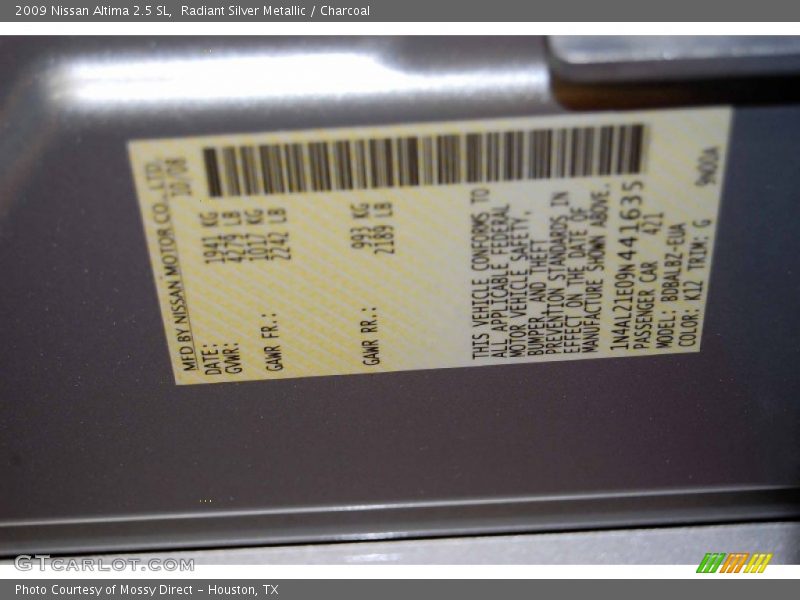 2009 Nissan Altima 2.5 SL,  Radiant Silver Metallic / Charcoal
MFD BY NISSAN MOTOR CO., LTD.
DATE: 10/08
GVWR: 1941 KG
4279 LB
GAWR FR.: 1017 KG
2242 LB
GAWR RR.: 993 KG
2189 LB
THIS VEHICLE CONFORMS TO
ALL APPLICABLE FEDERAL
MOTOR VEHICLE SAFETY,
BUMPER, AND THEFT
PREVENTION STANDARDS IN
EFFECT ON THE DATE OF
MANUFACTURE SHOWN ABOVE.
1N4AL21E09N441635
PASSENGER CAR 421
MODEL: BDBALBZ-EUA
COLOR: K12 TRIM: G 9N00A
GTCARLOT.COM
Photo Courtesy of Mossy Direct – Houston, TX